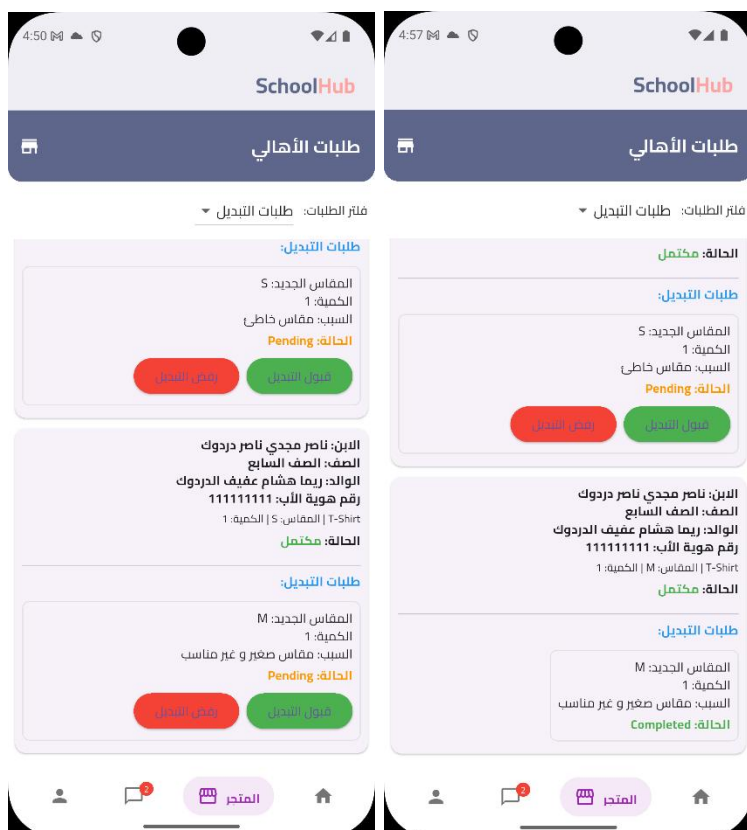 4:50
SchoolHub
طلبات الأهالي
فلتر الطلبات: طلبات التبديل
طلبات التبديل:
المقاس الجديد: S
الكمية: 1
السبب: مقاس خاطئ
الحالة: Pending
قبول التبديل
رفض التبديل
الابن: ناصر مجدي ناصر دردوك
الصف: الصف السابع
الوالد: ريما هشام عفيف الدردوك
رقم هوية الأب: 111111111
T-Shirt | المقاس: S | الكمية: 1
الحالة: مكتمل
طلبات التبديل:
المقاس الجديد: M
الكمية: 1
السبب: مقاس صغير و غير مناسب
الحالة: Pending
قبول التبديل
رفض التبديل
المتجر
2
4:57
SchoolHub
طلبات الأهالي
فلتر الطلبات: طلبات التبديل
الحالة: مكتمل
طلبات التبديل:
المقاس الجديد: S
الكمية: 1
السبب: مقاس خاطئ
الحالة: Pending
قبول التبديل
رفض التبديل
الابن: ناصر مجدي ناصر دردوك
الصف: الصف السابع
الوالد: ريما هشام عفيف الدردوك
رقم هوية الأب: 111111111
T-Shirt | المقاس: M | الكمية: 1
الحالة: مكتمل
طلبات التبديل:
المقاس الجديد: M
الكمية: 1
السبب: مقاس صغير و غير مناسب
الحالة: Completed
المتجر
2